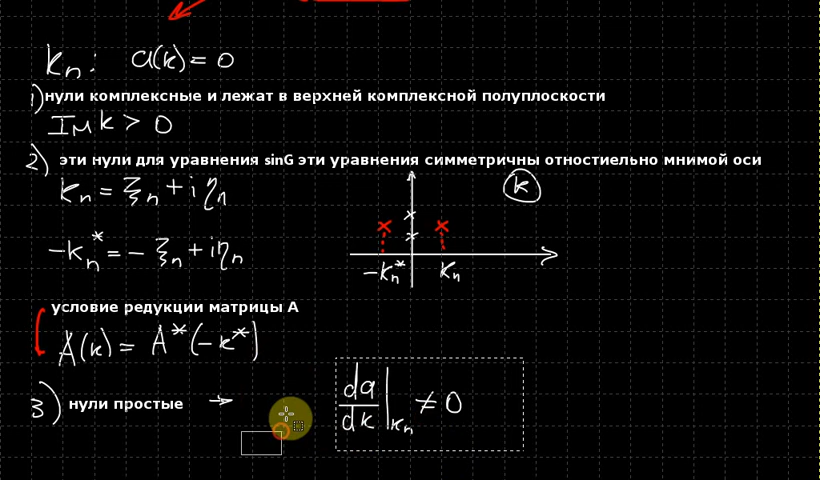 kₙ: a(k) = 0
1) нули комплексные и лежат в верхней комплексной полуплоскости
Im k > 0
2) эти нули для уравнения sinG эти уравнения симметричны отностиельно мнимой оси
kₙ = ξₙ + iηₙ
k
-kₙ* = - ξₙ + iηₙ
-kₙ* kₙ
условие редукции матрицы А
A(k) = A*(-k*)
3) нули простые → da/dk|kₙ ≠ 0